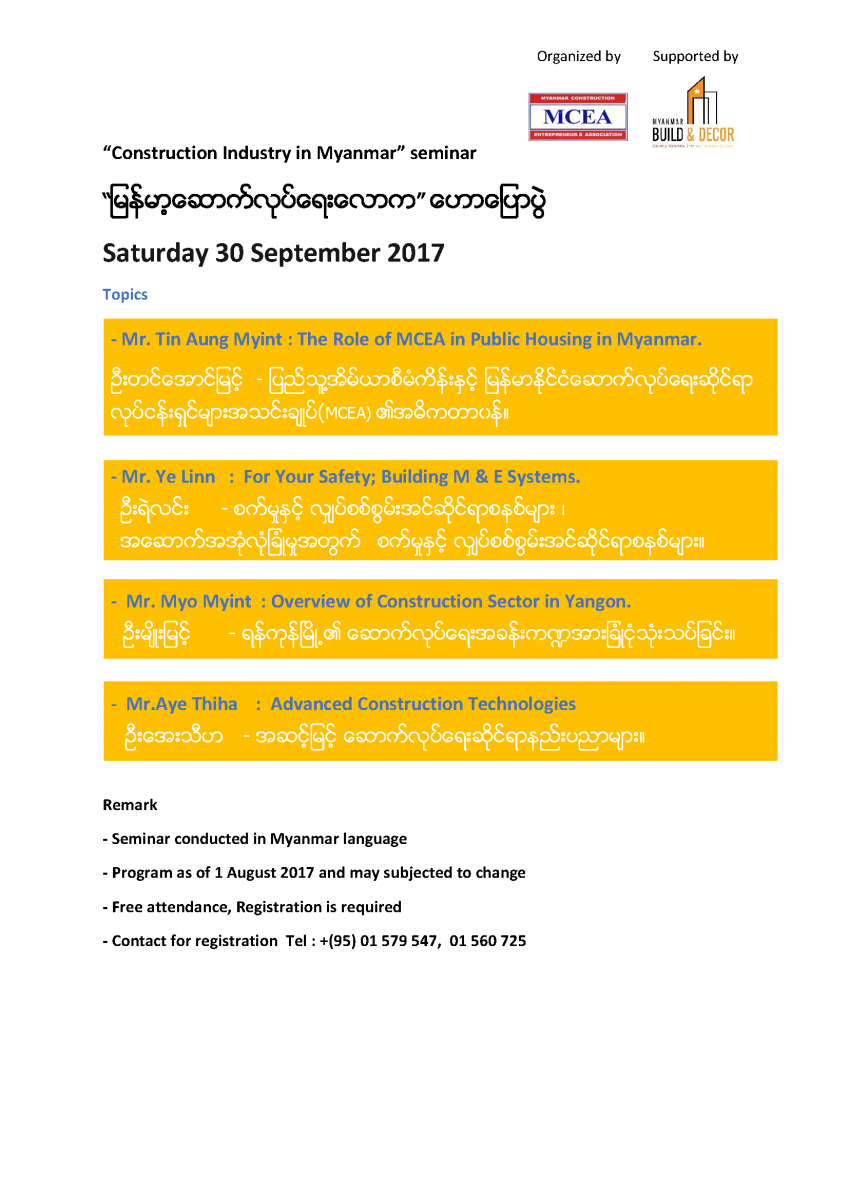 Organized by Supported by
MYANMAR CONSTRUCTION
MCEA
ENTREPRENEUR S ASSOCIATION
MYANMAR
BUILD & DECOR
“Construction Industry in Myanmar” seminar
“မြန်မာ့ဆောက်လုပ်ရေးလောက” ဟောပြောပွဲ
Saturday 30 September 2017
Topics
- Mr. Tin Aung Myint : The Role of MCEA in Public Housing in Myanmar.
ဦးတင်အောင်မြင့် - ပြည်သူ့အိမ်ယာစီမံကိန်းနှင့် မြန်မာနိုင်ငံဆောက်လုပ်ရေးဆိုင်ရာ
လုပ်ငန်းရှင်များအသင်းချုပ်(MCEA) ၏အဓိကတာဝန်။
- Mr. Ye Linn : For Your Safety; Building M & E Systems.
ဦးရဲလင်း - စက်မှုနှင့် လျှပ်စစ်စွမ်းအင်ဆိုင်ရာစနစ်များ ၊
အဆောက်အအုံလုံခြုံမှုအတွက် စက်မှုနှင့် လျှပ်စစ်စွမ်းအင်ဆိုင်ရာစနစ်များ။
- Mr. Myo Myint : Overview of Construction Sector in Yangon.
ဦးမျိုးမြင့် - ရန်ကုန်မြို့၏ ဆောက်လုပ်ရေးအခန်းကဏ္ဍအားခြုံငုံသုံးသပ်ခြင်း။
- Mr.Aye Thiha : Advanced Construction Technologies
ဦးအေးသီဟ - အဆင့်မြင့် ဆောက်လုပ်ရေးဆိုင်ရာနည်းပညာများ။
Remark
- Seminar conducted in Myanmar language
- Program as of 1 August 2017 and may subjected to change
- Free attendance, Registration is required
- Contact for registration Tel : +(95) 01 579 547, 01 560 725